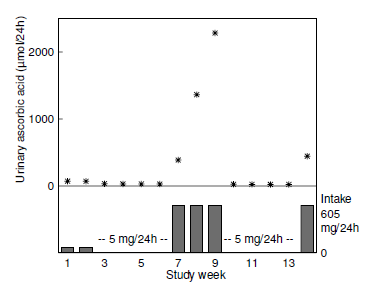 Urinary ascorbic acid (μmol/24h)
2000
1000
0
Intake
605
mg/24h
0
-- 5 mg/24h --
-- 5 mg/24h --
1 3 5 7 9 11 13
Study week